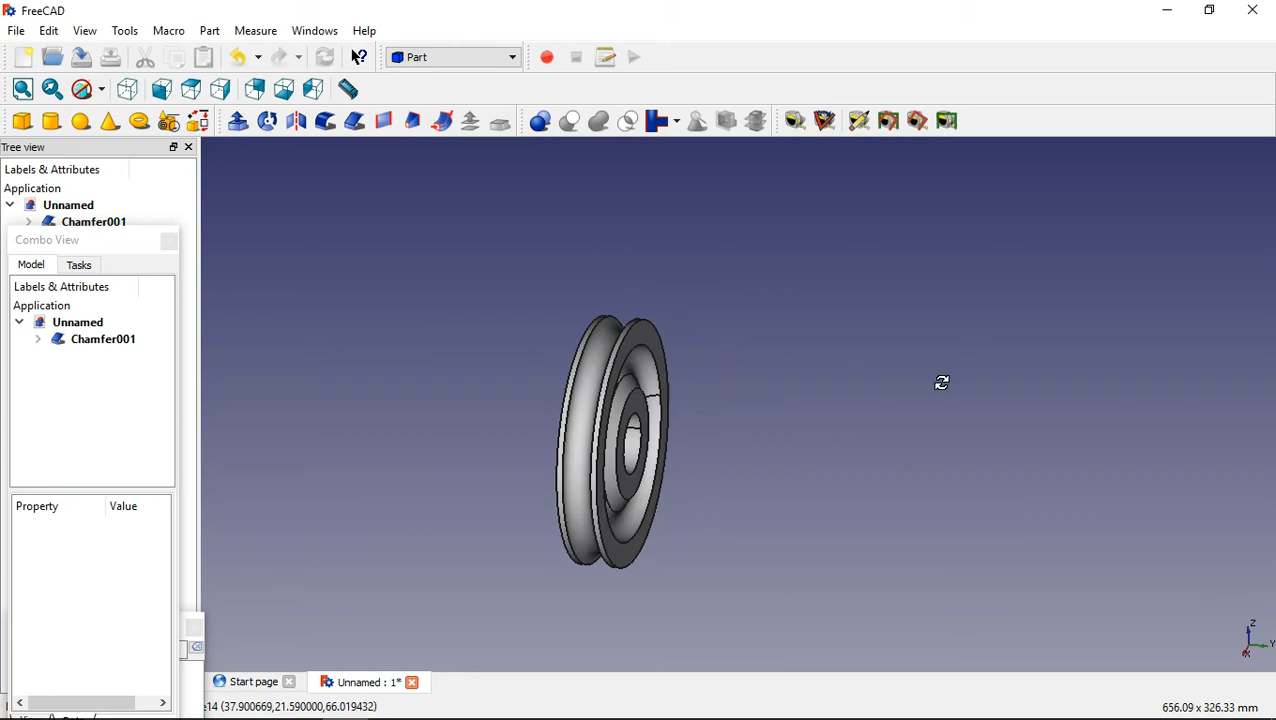 FreeCAD
File Edit View Tools Macro Part Measure Windows Help
Part
Tree view
Labels & Attributes
Application
Unnamed
Chamfer001
Combo View
Model Tasks
Labels & Attributes
Application
Unnamed
Chamfer001
Property Value
Start page Unnamed : 1*
e14 (37.900669,21.590000,66.019432)
656.09 x 326.33 mm
Z
Y
X